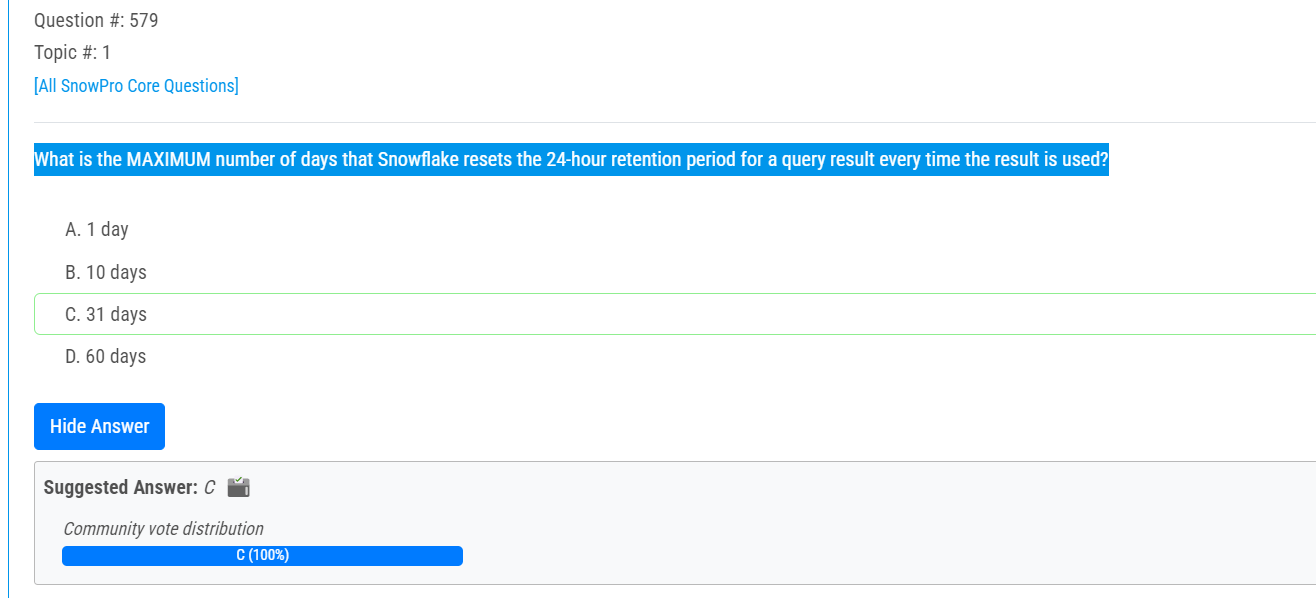 Question #: 579
Topic #: 1
[All SnowPro Core Questions]
What is the MAXIMUM number of days that Snowflake resets the 24-hour retention period for a query result every time the result is used?
A. 1 day
B. 10 days
C. 31 days
D. 60 days
Hide Answer
Suggested Answer: C
Community vote distribution
C (100%)